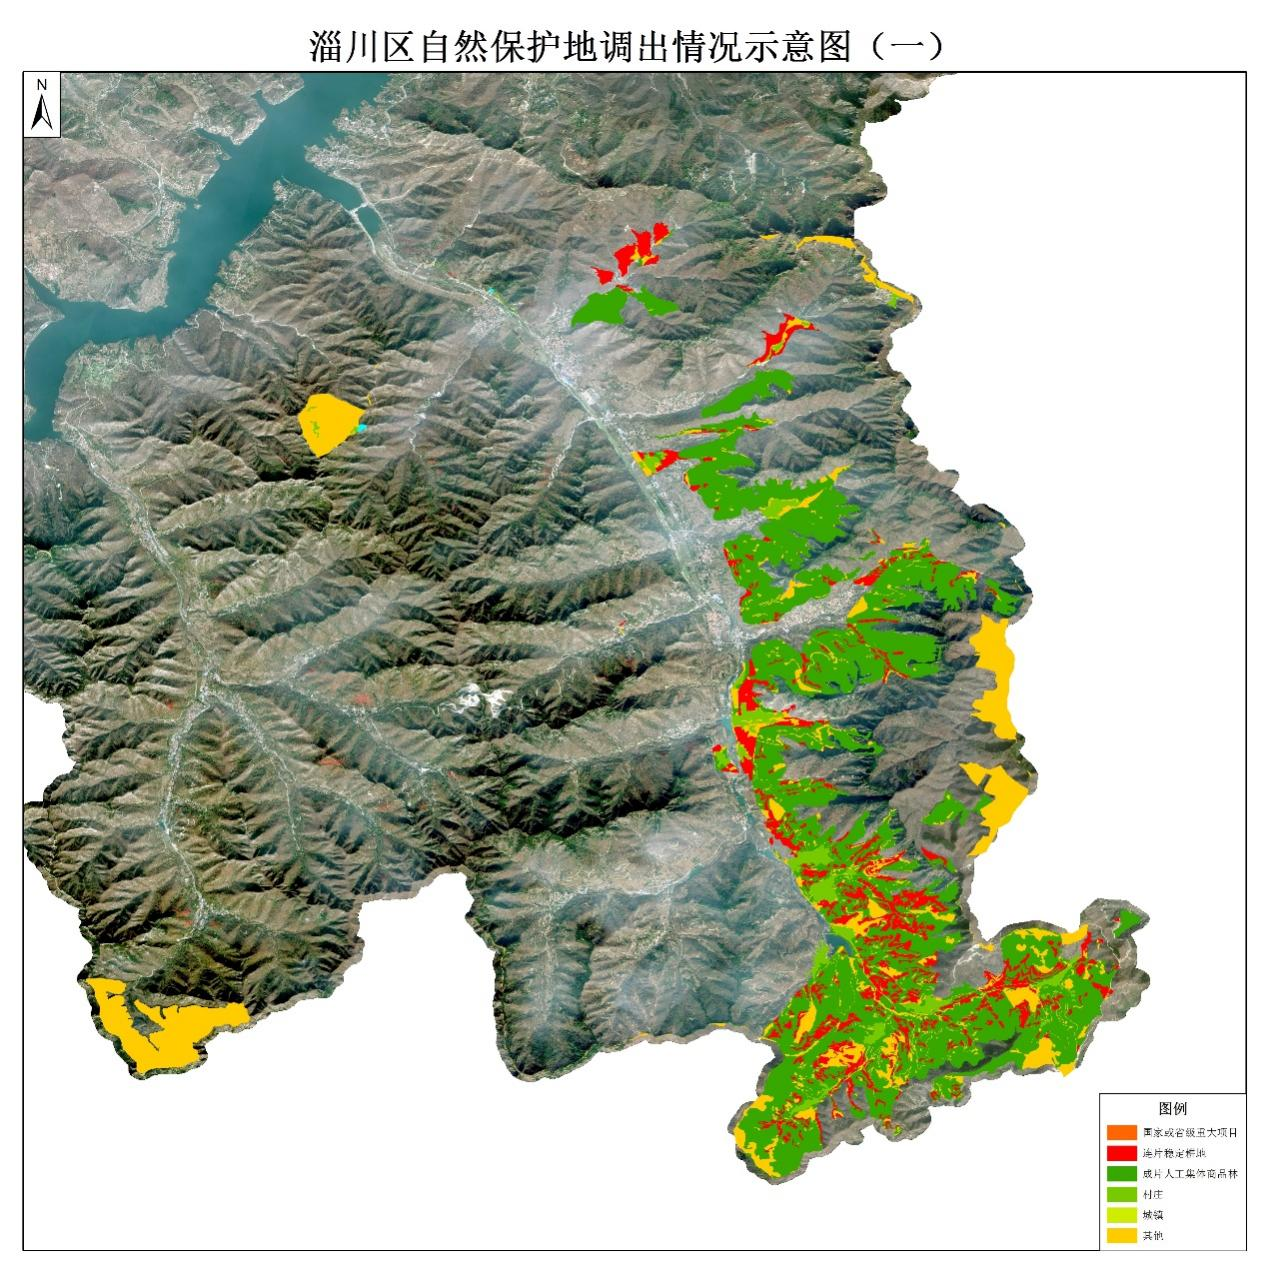 淄川区自然保护地调出情况示意图（一）
N
图例
国家或省级重大项目
连片稳定耕地
成片人工集体商品林
村庄
城镇
其他